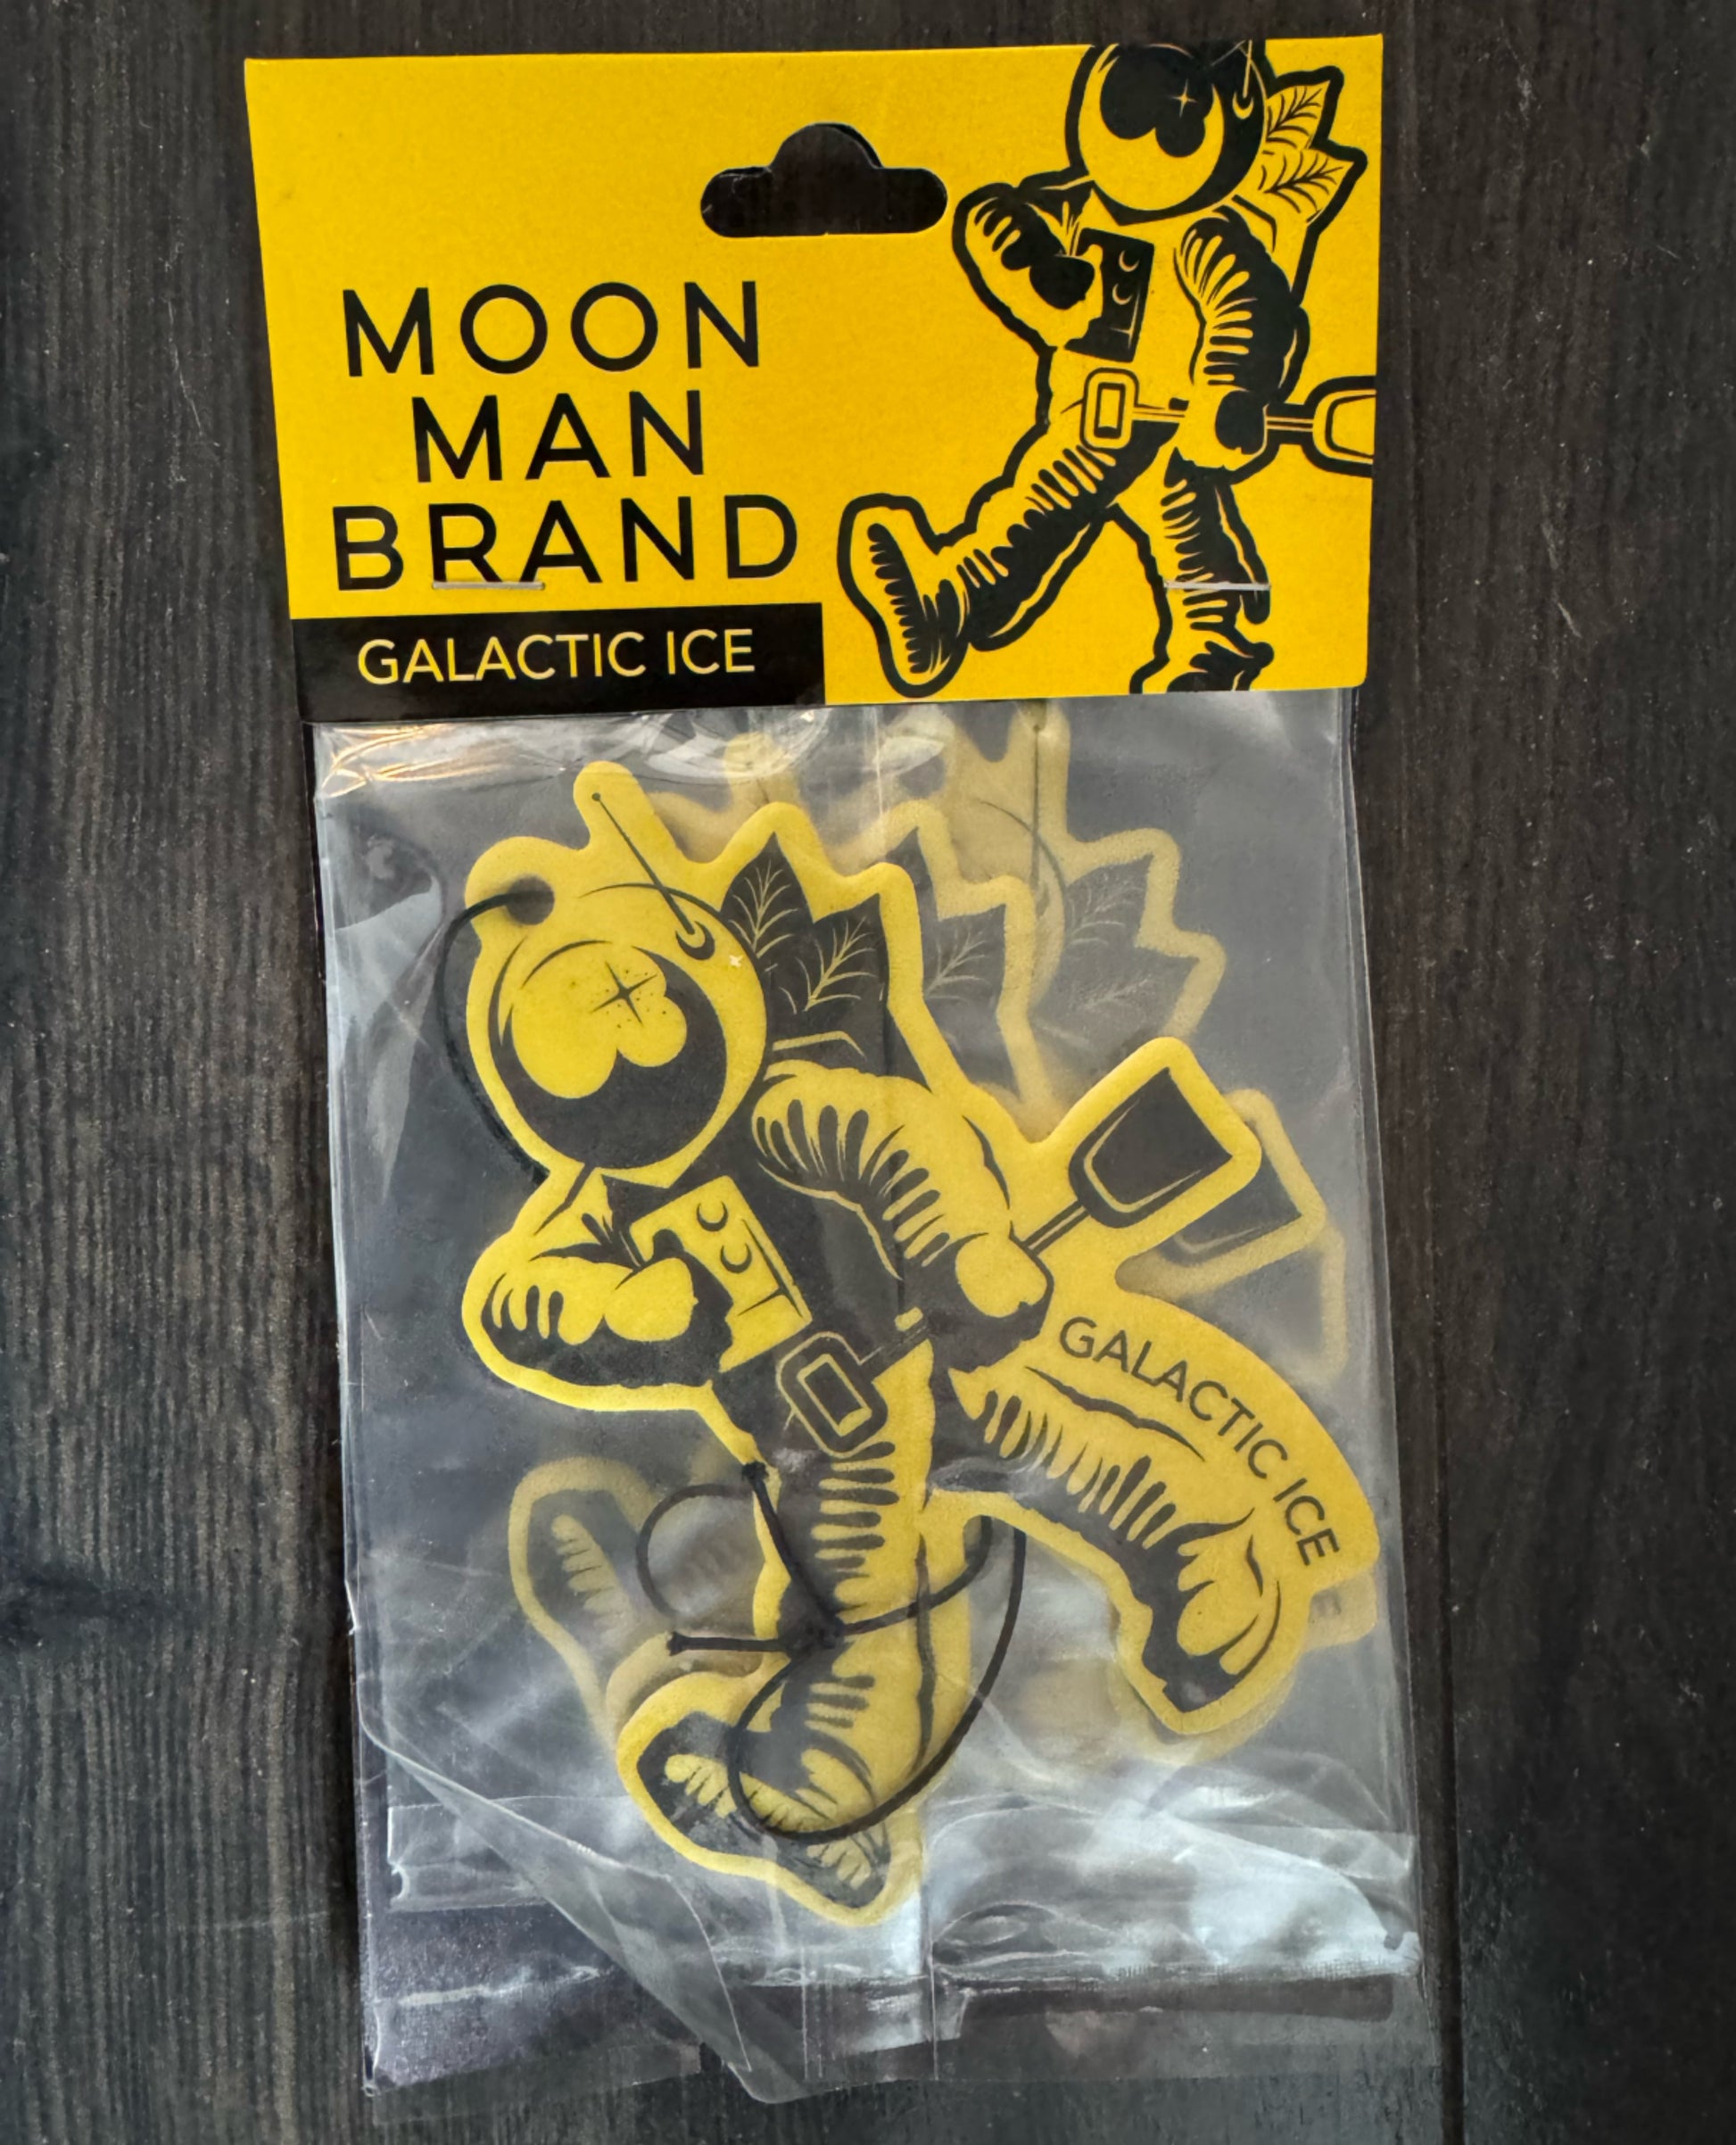 MOON
MAN
BRAND
GALACTIC ICE
GALACTIC ICE
E